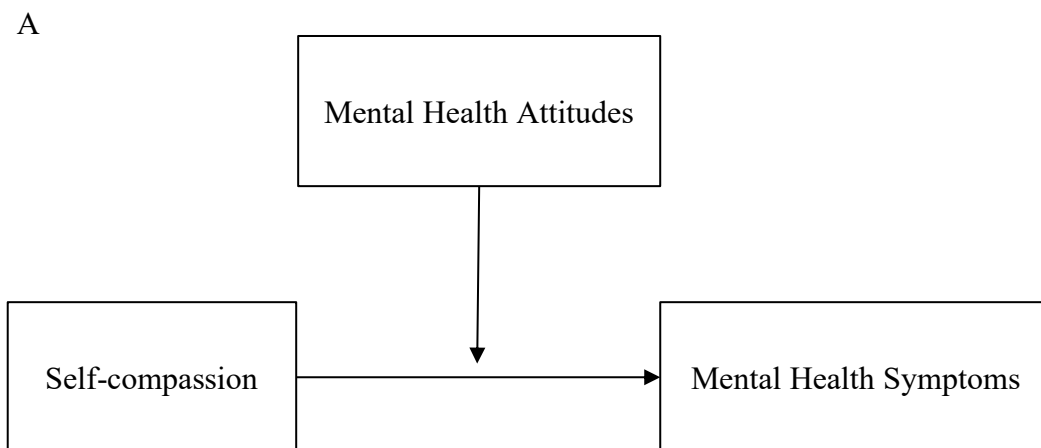 A
Mental Health Attitudes
Self-compassion
Mental Health Symptoms